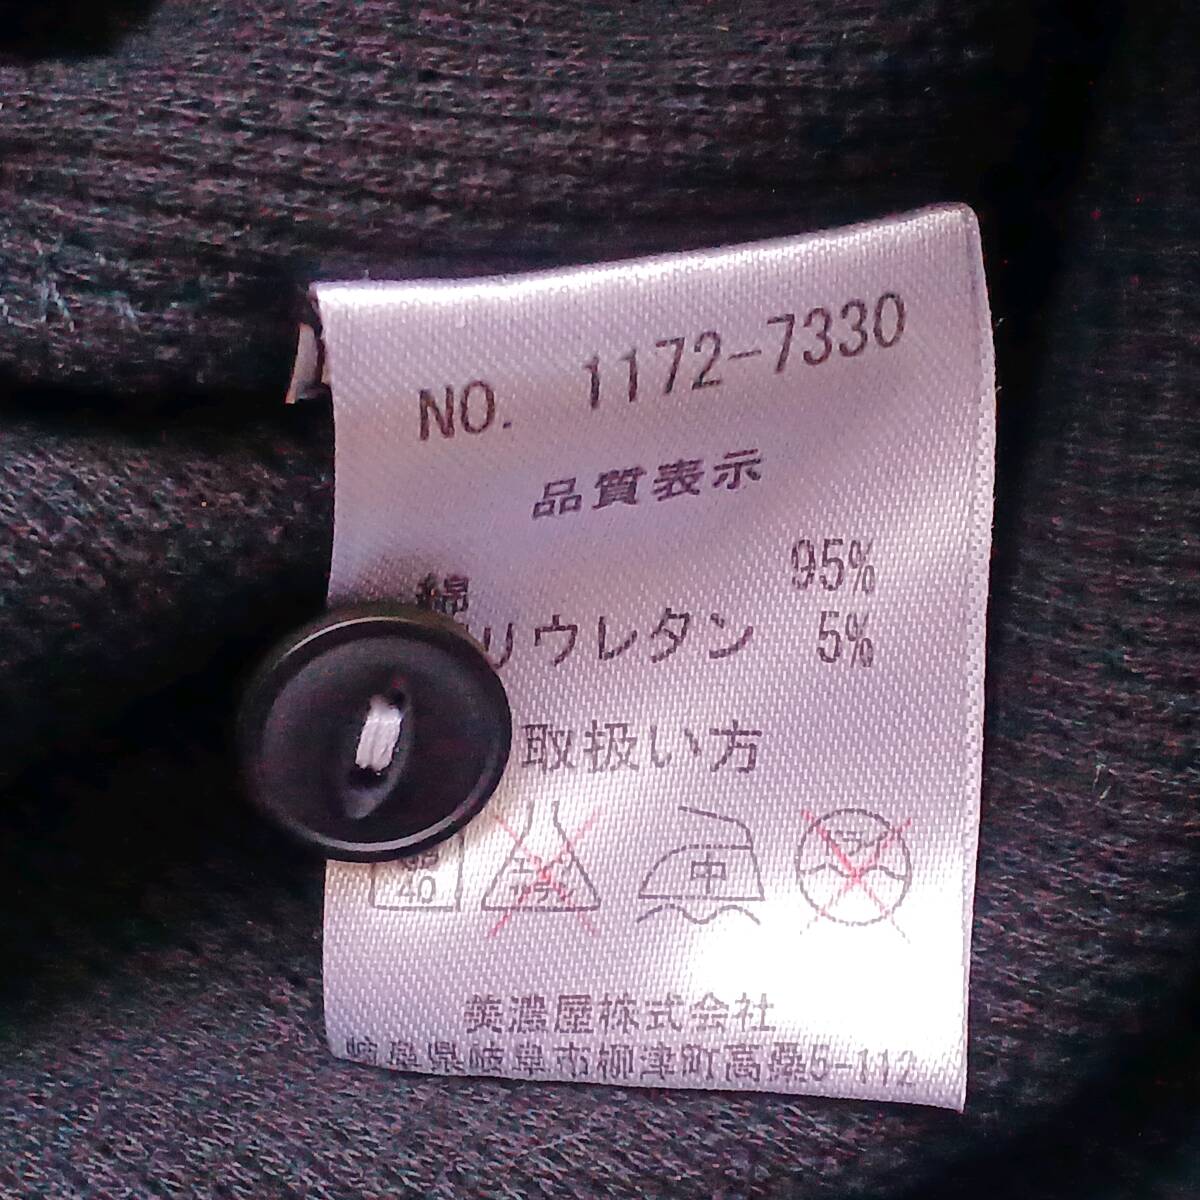 NO. 1172-7330
品質表示
綿 95%
リウレタン 5%
取扱い方
40 中
美濃屋株式会社
岐阜県岐阜市柳津町高桑5-112